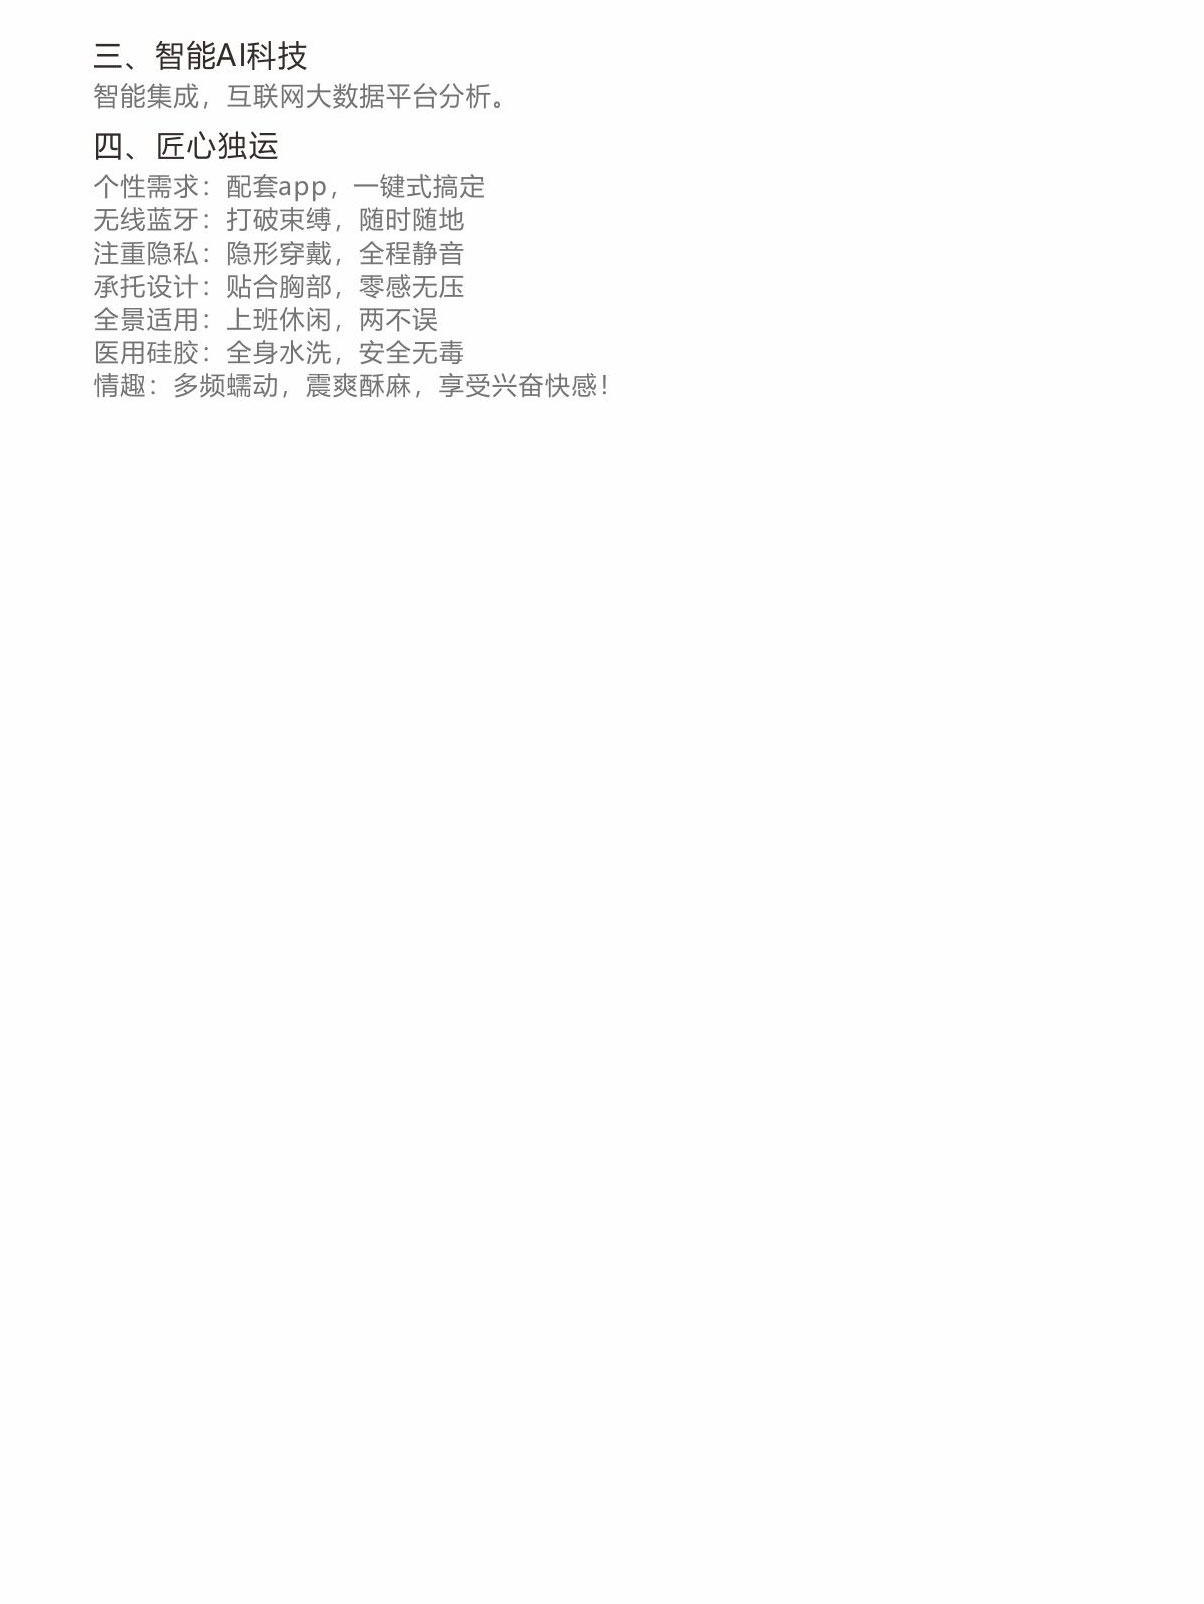 三、智能AI科技
智能集成，互联网大数据平台分析。
四、匠心独运
个性需求：配套app，一键式搞定
无线蓝牙：打破束缚，随时随地
注重隐私：隐形穿戴，全程静音
承托设计：贴合胸部，零感无压
全景适用：上班休闲，两不误
医用硅胶：全身水洗，安全无毒
情趣：多频蠕动，震爽酥麻，享受兴奋快感！